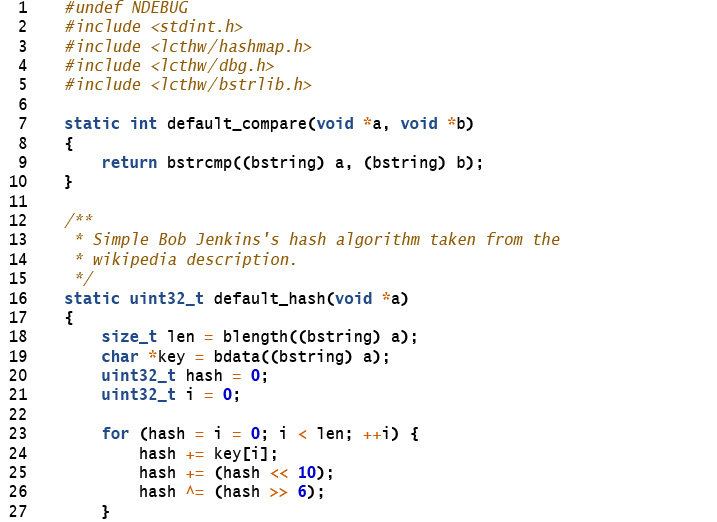 1 #undef NDEBUG
2 #include <stdint.h>
3 #include <lcthw/hashmap.h>
4 #include <lcthw/dbg.h>
5 #include <lcthw/bstrlib.h>
6
7 static int default_compare(void *a, void *b)
8 {
9     return bstrcmp((bstring) a, (bstring) b);
10 }
11
12 /**
13  * Simple Bob Jenkins's hash algorithm taken from the
14  * wikipedia description.
15  */
16 static uint32_t default_hash(void *a)
17 {
18     size_t len = blength((bstring) a);
19     char *key = bdata((bstring) a);
20     uint32_t hash = 0;
21     uint32_t i = 0;
22
23     for (hash = i = 0; i < len; ++i) {
24         hash += key[i];
25         hash += (hash << 10);
26         hash ^= (hash >> 6);
27     }